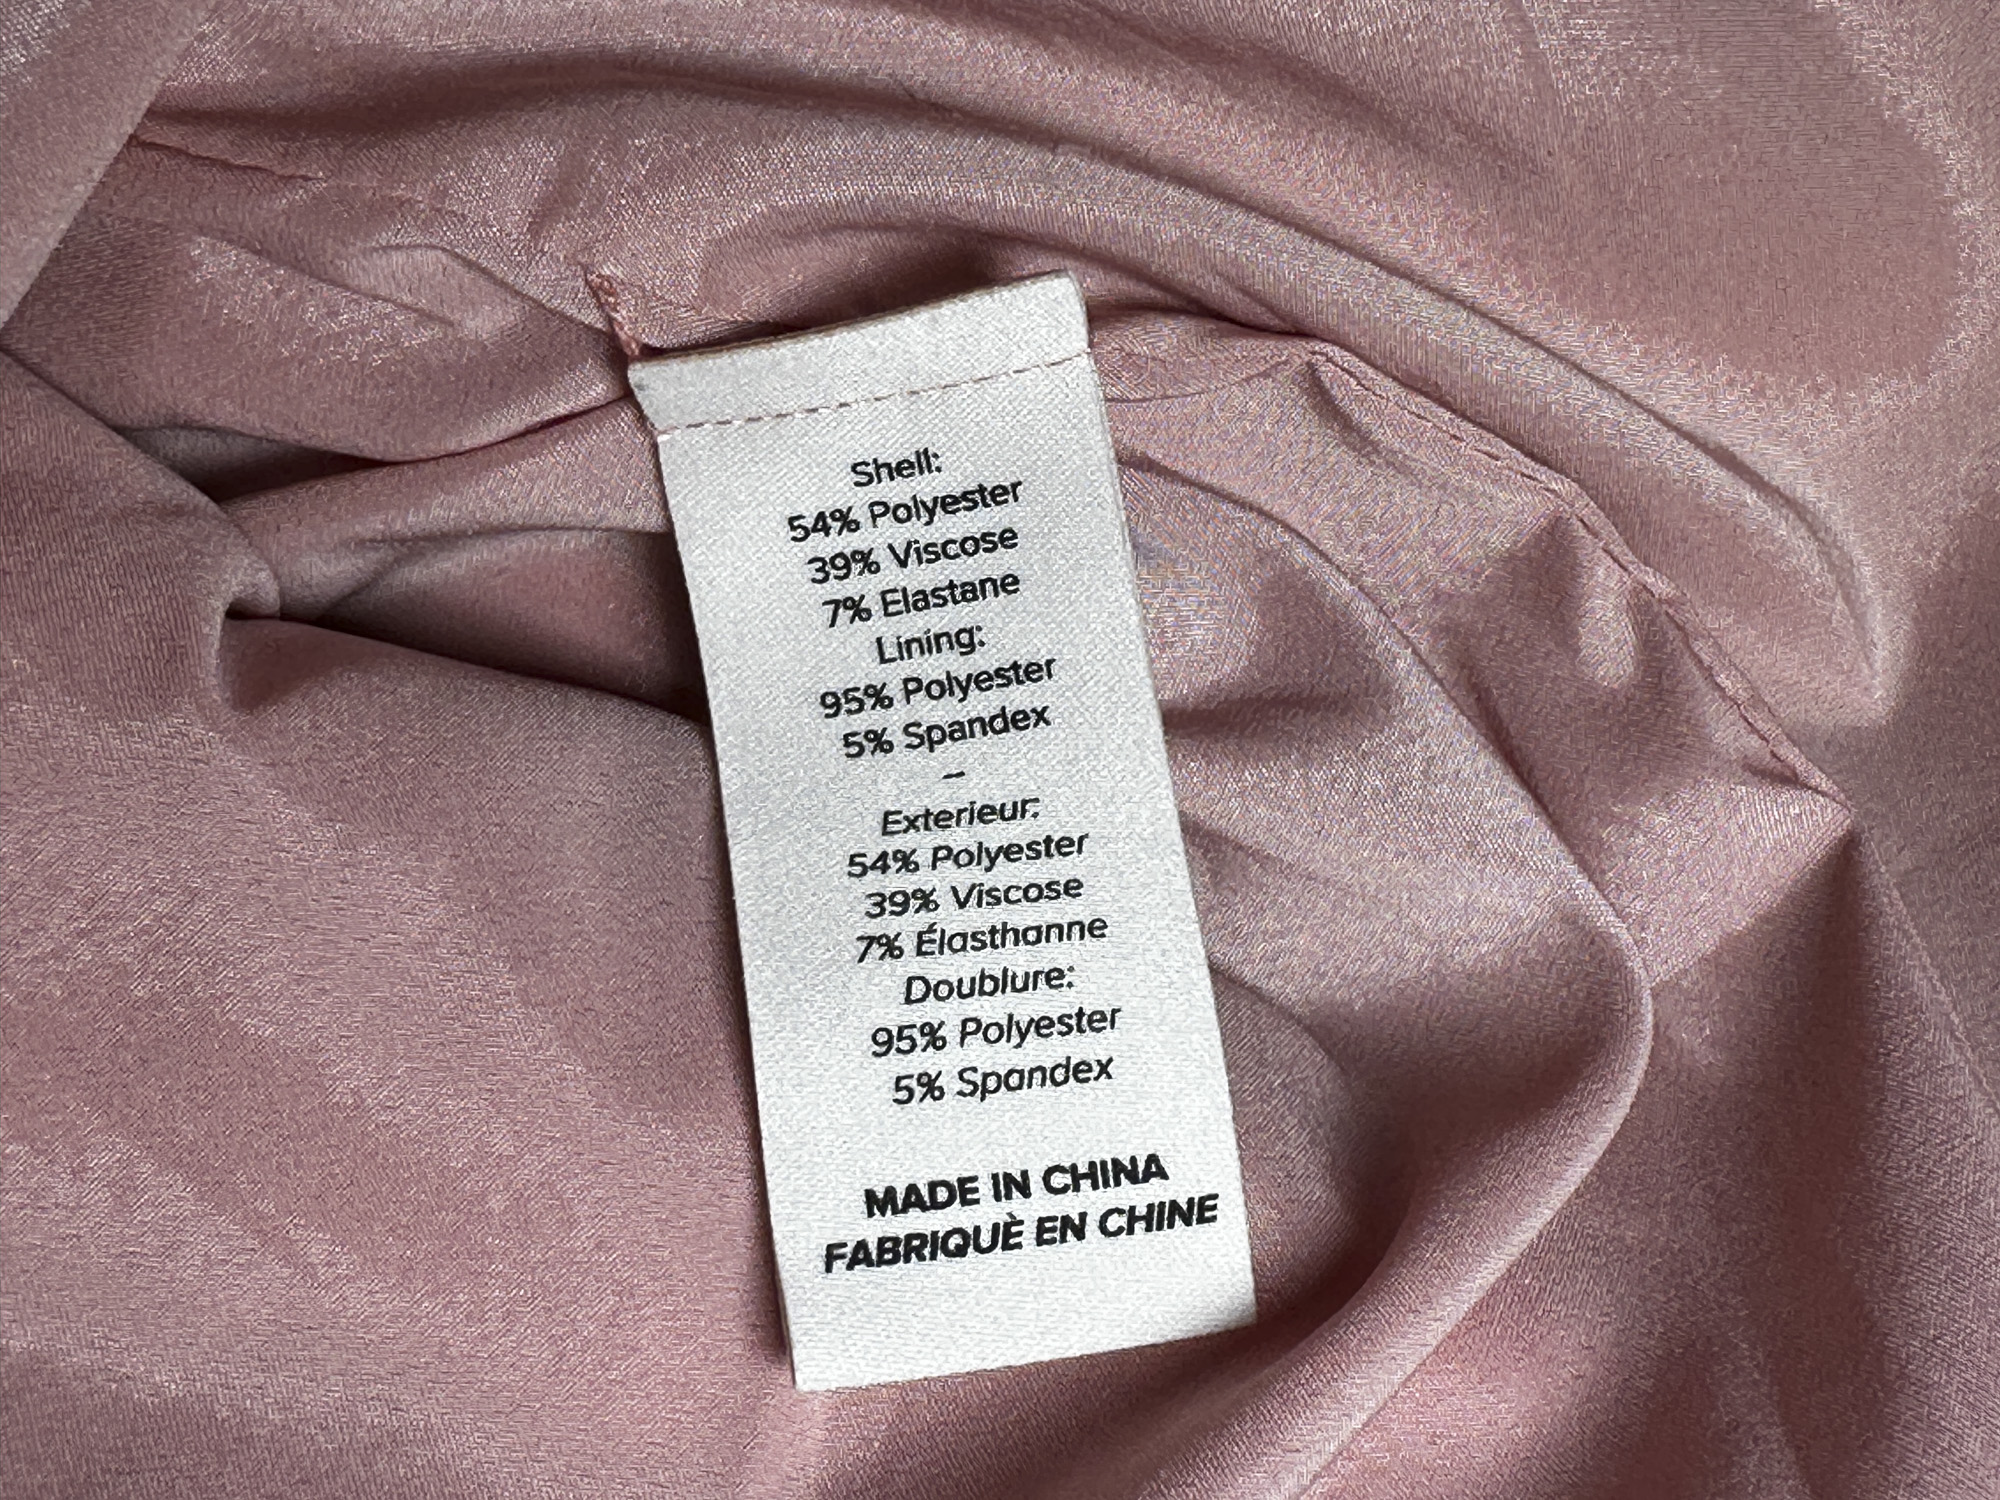 Shell:
54% Polyester
39% Viscose
7% Elastane
Lining:
95% Polyester
5% Spandex
–
Exterieur:
54% Polyester
39% Viscose
7% Élasthanne
Doublure:
95% Polyester
5% Spandex
MADE IN CHINA
FABRIQUÈ EN CHINE